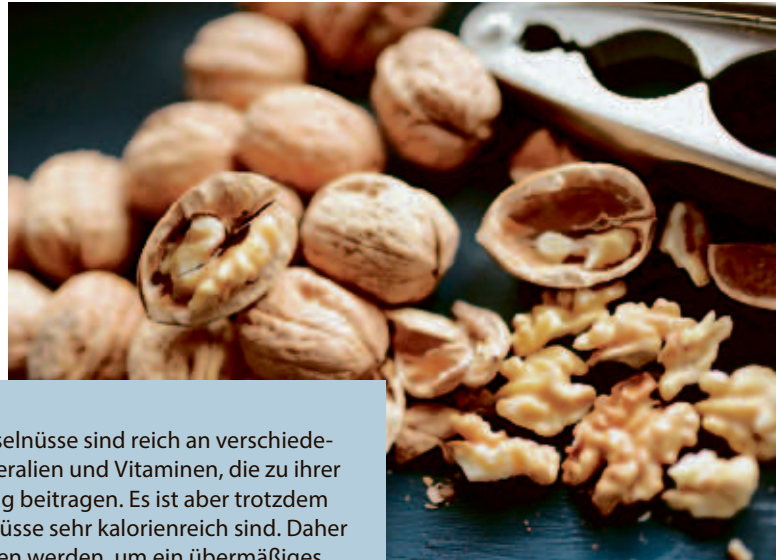 selnüsse sind reich an verschiede-
eralien und Vitaminen, die zu ihrer
g beitragen. Es ist aber trotzdem
üsse sehr kalorienreich sind. Daher
en werden, um ein übermäßiges